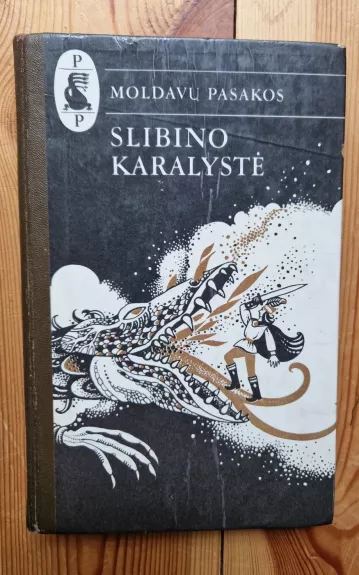 P
P
MOLDAVŲ PASAKOS
SLIBINO
KARALYSTĖ